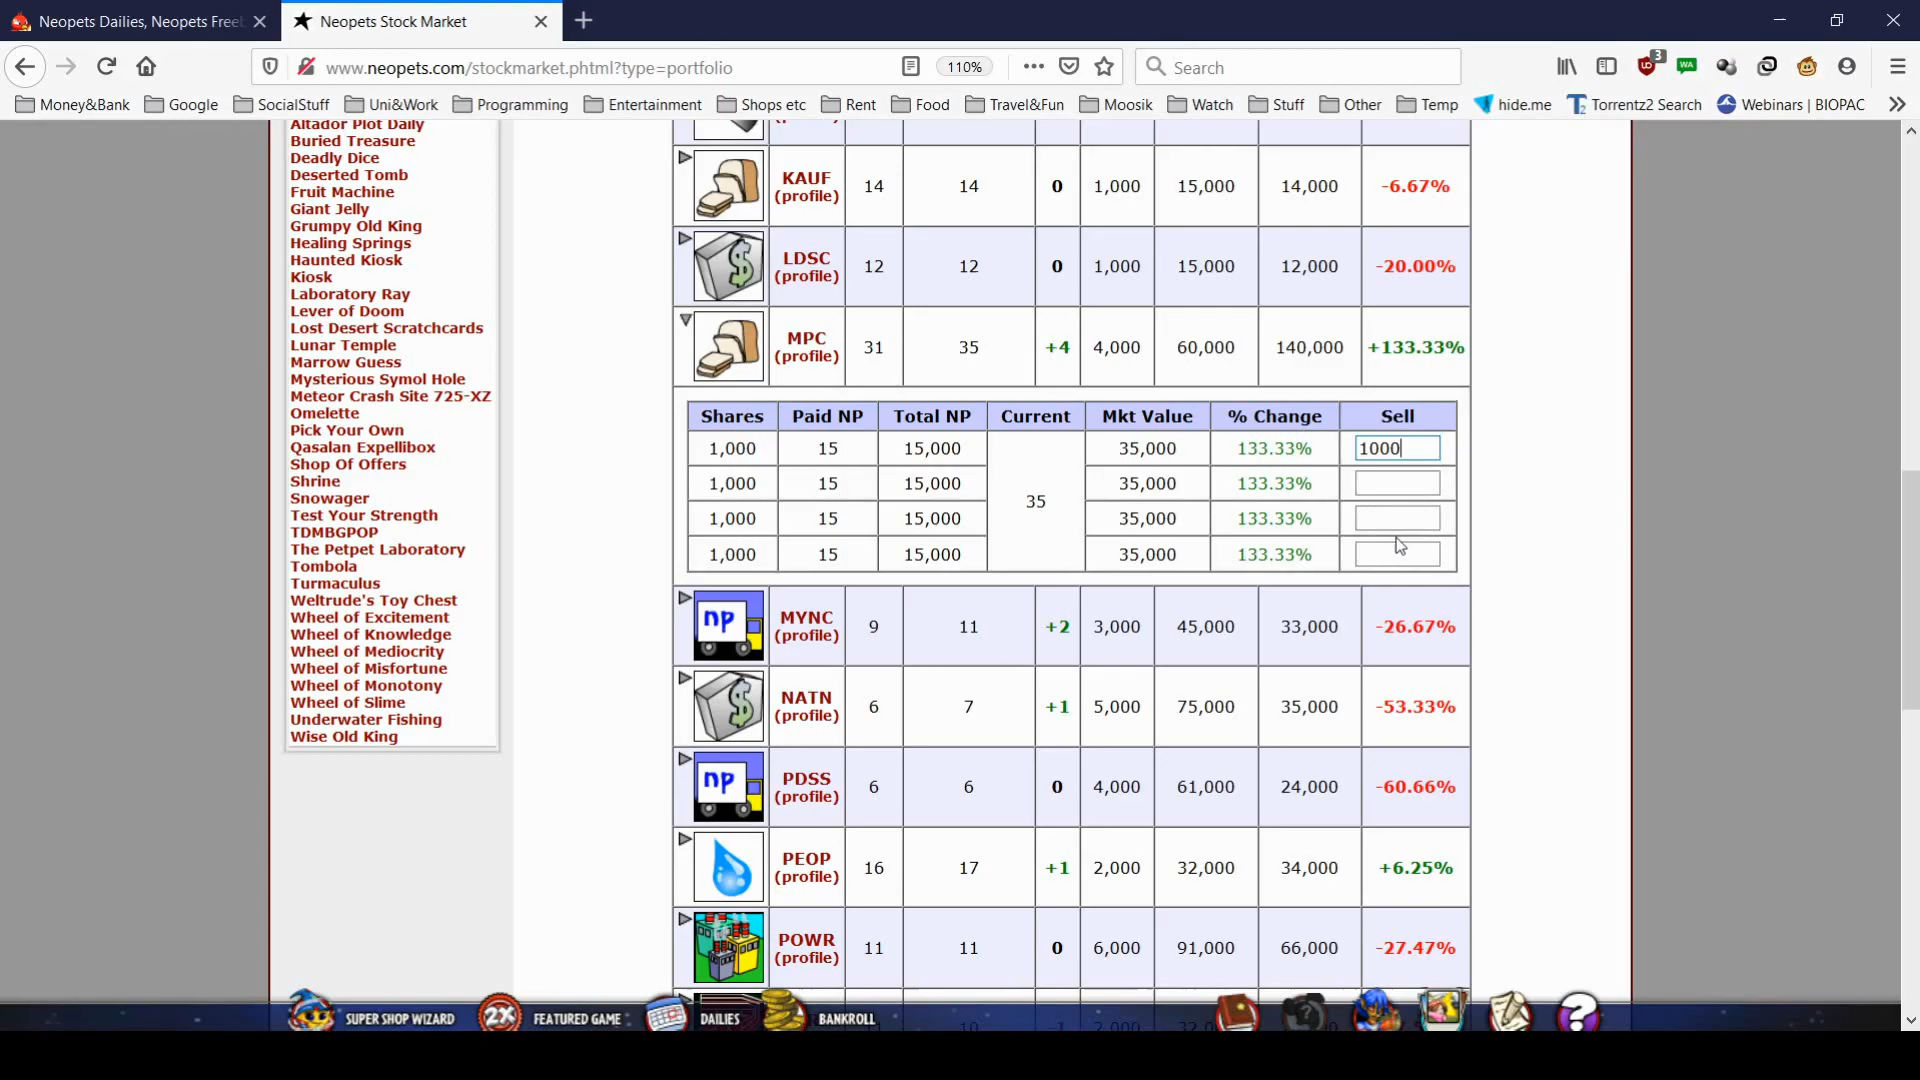 Neopets Dailies, Neopets Freeb
Neopets Stock Market
www.neopets.com/stockmarket.phtml?type=portfolio
110%
Search
3
Money&Bank
Google
SocialStuff
Uni&Work
Programming
Entertainment
Shops etc
Rent
Food
Travel&Fun
Moosik
Watch
Stuff
Other
Temp
hide.me
Torrentz2 Search
Webinars | BIOPAC
Altador Plot Daily
Buried Treasure
Deadly Dice
Deserted Tomb
Fruit Machine
Giant Jelly
Grumpy Old King
Healing Springs
Haunted Kiosk
Kiosk
Laboratory Ray
Lever of Doom
Lost Desert Scratchcards
Lunar Temple
Marrow Guess
Mysterious Symol Hole
Meteor Crash Site 725-XZ
Omelette
Pick Your Own
Qasalan Expellibox
Shop Of Offers
Shrine
Snowager
Test Your Strength
TDMBGPOP
The Petpet Laboratory
Tombola
Turmaculus
Weltrude's Toy Chest
Wheel of Excitement
Wheel of Knowledge
Wheel of Mediocrity
Wheel of Misfortune
Wheel of Monotony
Wheel of Slime
Underwater Fishing
Wise Old King
KAUF (profile) 14 14 0 1,000 15,000 14,000 -6.67%
LDSC (profile) 12 12 0 1,000 15,000 12,000 -20.00%
MPC (profile) 31 35 +4 4,000 60,000 140,000 +133.33%
Shares Paid NP Total NP Current Mkt Value % Change Sell
1,000 15 15,000 35,000 133.33% 1000
1,000 15 15,000 35,000 133.33%
35
1,000 15 15,000 35,000 133.33%
1,000 15 15,000 35,000 133.33%
np MYNC (profile) 9 11 +2 3,000 45,000 33,000 -26.67%
NATN (profile) 6 7 +1 5,000 75,000 35,000 -53.33%
np PDSS (profile) 6 6 0 4,000 61,000 24,000 -60.66%
PEOP (profile) 16 17 +1 2,000 32,000 34,000 +6.25%
POWR (profile) 11 11 0 6,000 91,000 66,000 -27.47%
SUPER SHOP WIZARD
2X
FEATURED GAME
DAILIES
BANKROLL